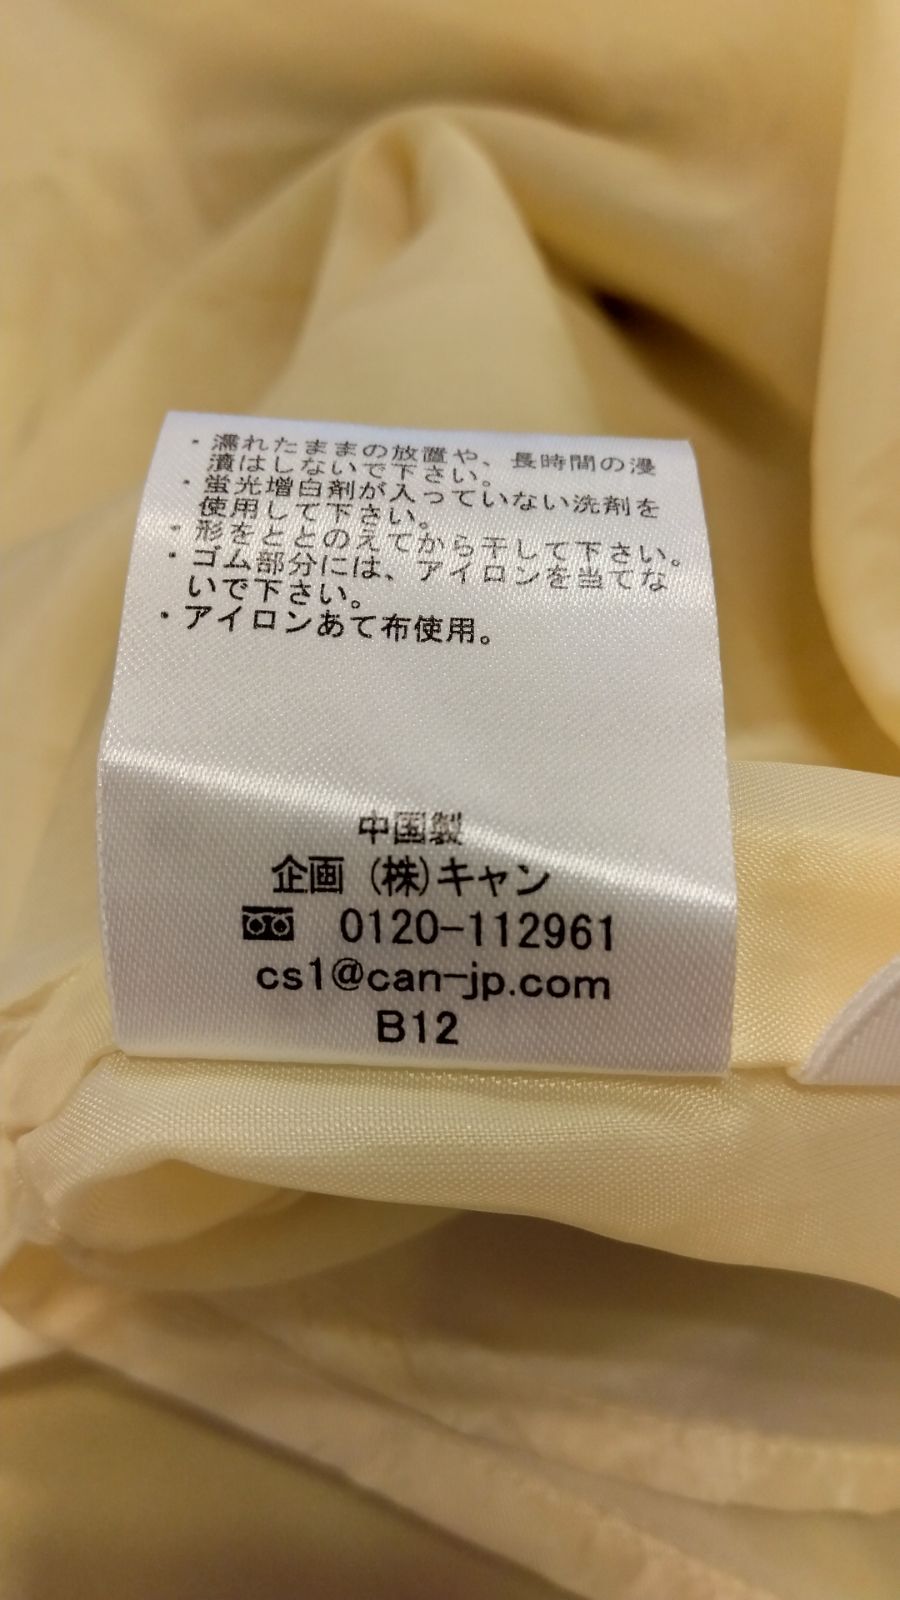 ・濡れたままの放置や、長時間の浸
漬はしないで下さい。
・蛍光増白剤が入っていない洗剤を
使用して下さい。
・形をととのえてから干して下さい。
・ゴム部分には、アイロンを当てな
いで下さい。
・アイロンあて布使用。
中国製
企画 (株)キャン
0120-112961
cs1@can-jp.com
B12